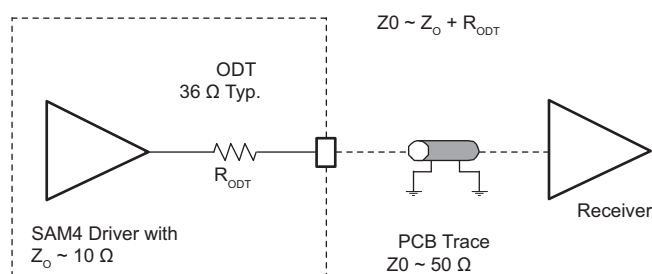 Z0 ~ Z_O + R_ODT
ODT
36 Ω Typ.
R_ODT
SAM4 Driver with
Z_O ~ 10 Ω
PCB Trace
Z0 ~ 50 Ω
Receiver